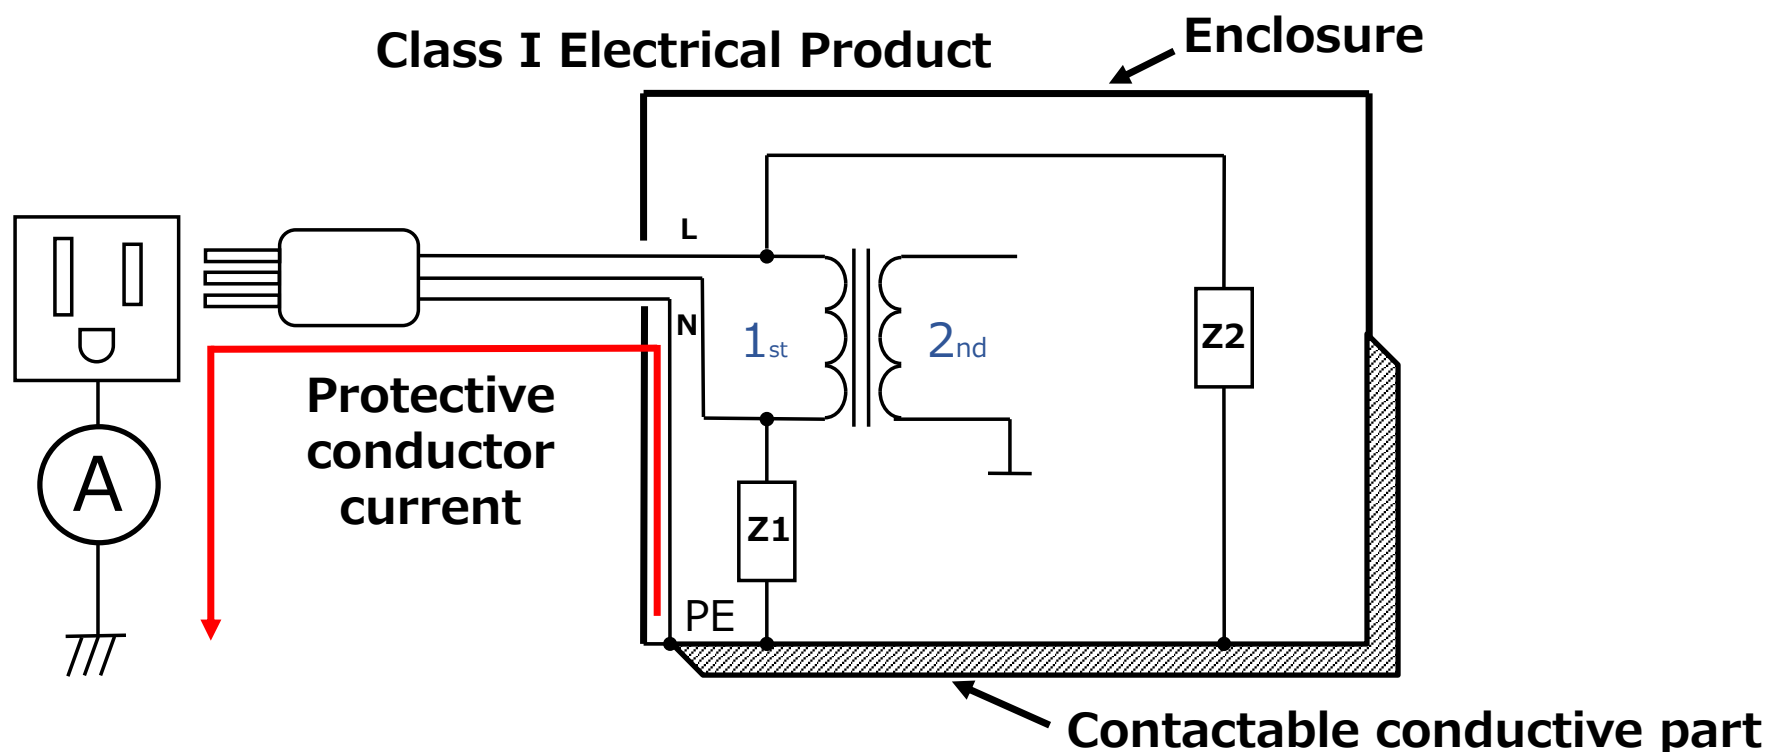 Class I Electrical Product
Enclosure
L
N
1st
2nd
Z2
Protective
conductor
current
A
Z1
PE
Contactable conductive part